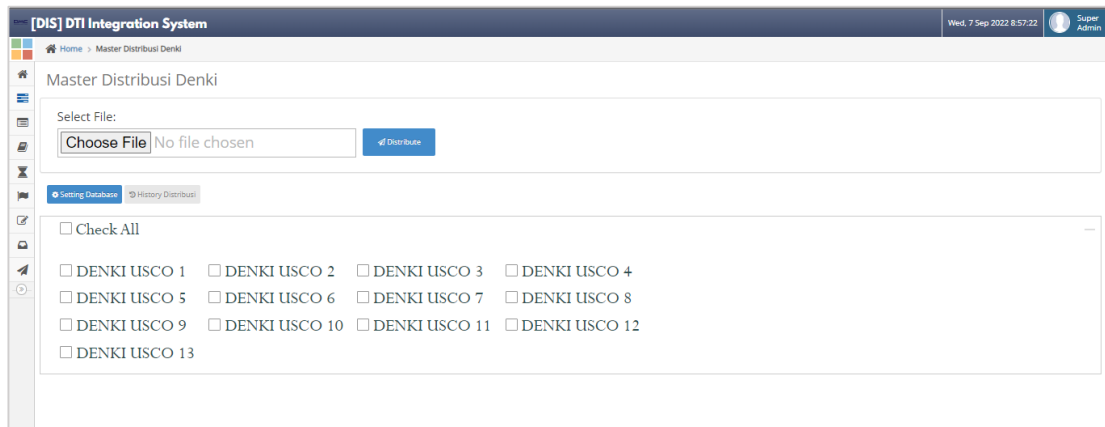 [DIS] DTI Integration System
Wed, 7 Sep 2022 8:57:22
Super Admin
Home > Master Distribusi Denki
Master Distribusi Denki
Select File:
Choose File No file chosen
Distribute
Setting Database History Distribusi
Check All
DENKI USCO 1 DENKI USCO 2 DENKI USCO 3 DENKI USCO 4
DENKI USCO 5 DENKI USCO 6 DENKI USCO 7 DENKI USCO 8
DENKI USCO 9 DENKI USCO 10 DENKI USCO 11 DENKI USCO 12
DENKI USCO 13